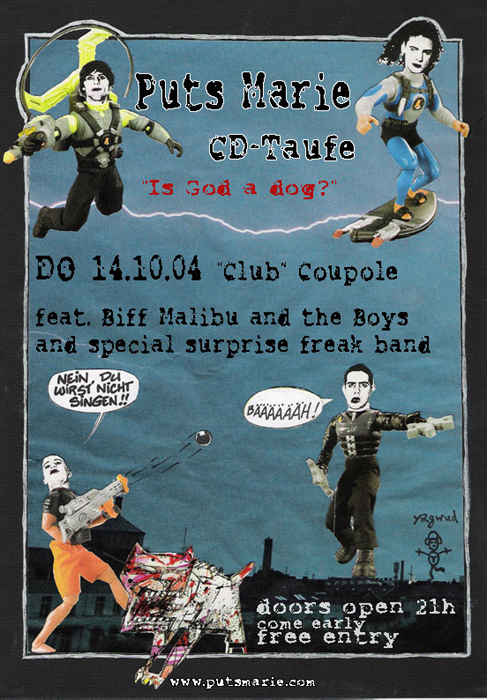 Puts Marie
CD-Taufe
"Is God a dog?"
DO 14.10.04 "Club" Coupole
feat. Biff Malibu and the Boys
and special surprise freak band
NEIN, DU
WIRST NICHT
SINGEN!!
BÄÄÄÄÄÄH!
yrgwud
doors open 21h
come early
free entry
www.putsmarie.com